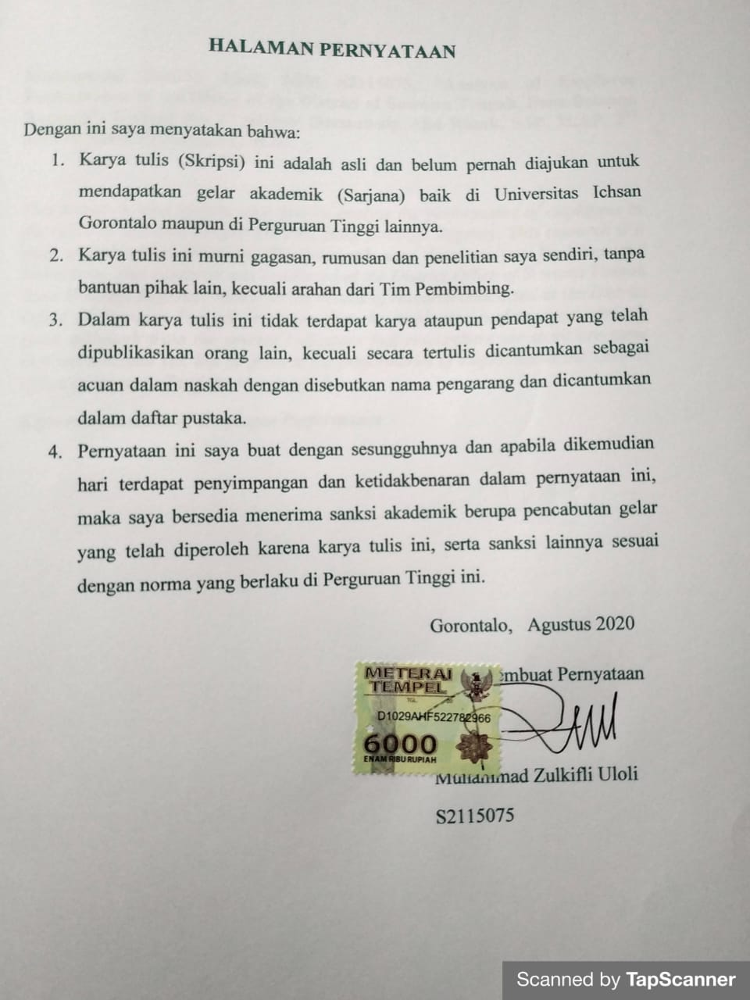 HALAMAN PERNYATAAN
Dengan ini saya menyatakan bahwa:
1. Karya tulis (Skripsi) ini adalah asli dan belum pernah diajukan untuk
mendapatkan gelar akademik (Sarjana) baik di Universitas Ichsan
Gorontalo maupun di Perguruan Tinggi lainnya.
2. Karya tulis ini murni gagasan, rumusan dan penelitian saya sendiri, tanpa
bantuan pihak lain, kecuali arahan dari Tim Pembimbing.
3. Dalam karya tulis ini tidak terdapat karya ataupun pendapat yang telah
dipublikasikan orang lain, kecuali secara tertulis dicantumkan sebagai
acuan dalam naskah dengan disebutkan nama pengarang dan dicantumkan
dalam daftar pustaka.
4. Pernyataan ini saya buat dengan sesungguhnya dan apabila dikemudian
hari terdapat penyimpangan dan ketidakbenaran dalam pernyataan ini,
maka saya bersedia menerima sanksi akademik berupa pencabutan gelar
yang telah diperoleh karena karya tulis ini, serta sanksi lainnya sesuai
dengan norma yang berlaku di Perguruan Tinggi ini.
Gorontalo, Agustus 2020
embuat Pernyataan
METERAI
TEMPEL
TGL. 20
D1029AHF522782966
6000
ENAM RIBU RUPIAH
Muhammad Zulkifli Uloli
S2115075
Scanned by TapScanner